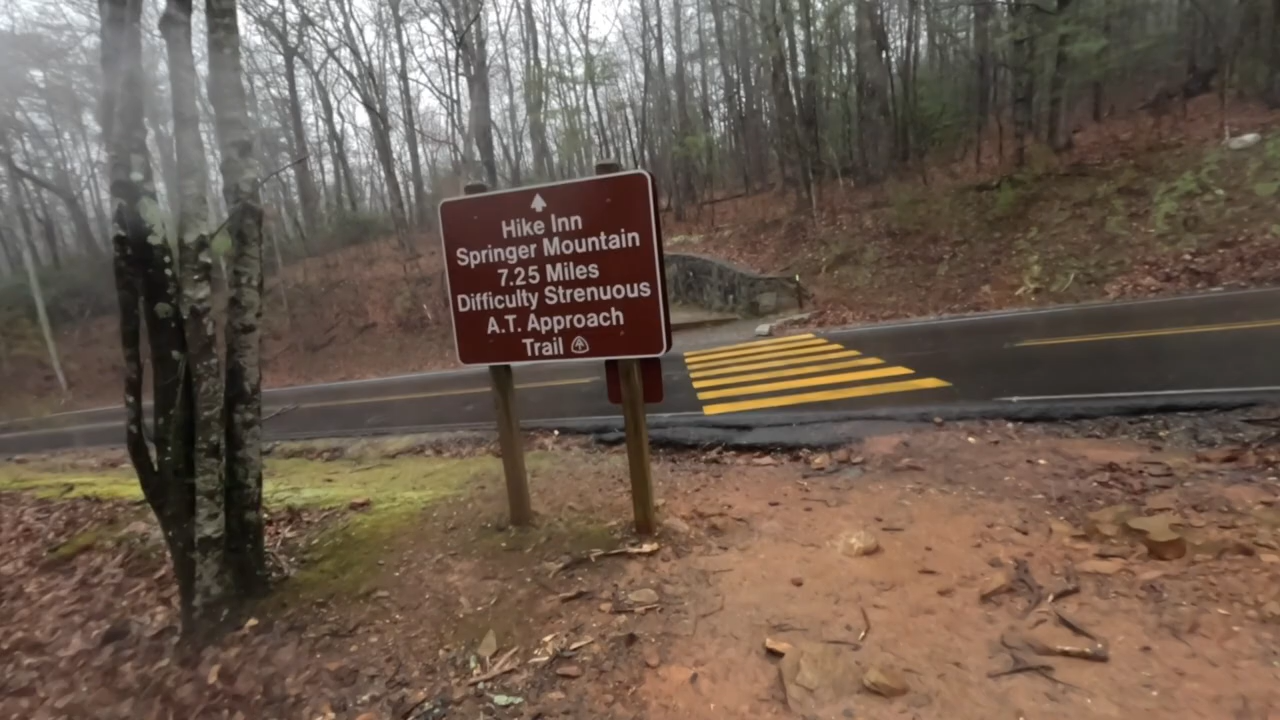 Hike Inn
Springer Mountain
7.25 Miles
Difficulty Strenuous
A.T. Approach
Trail